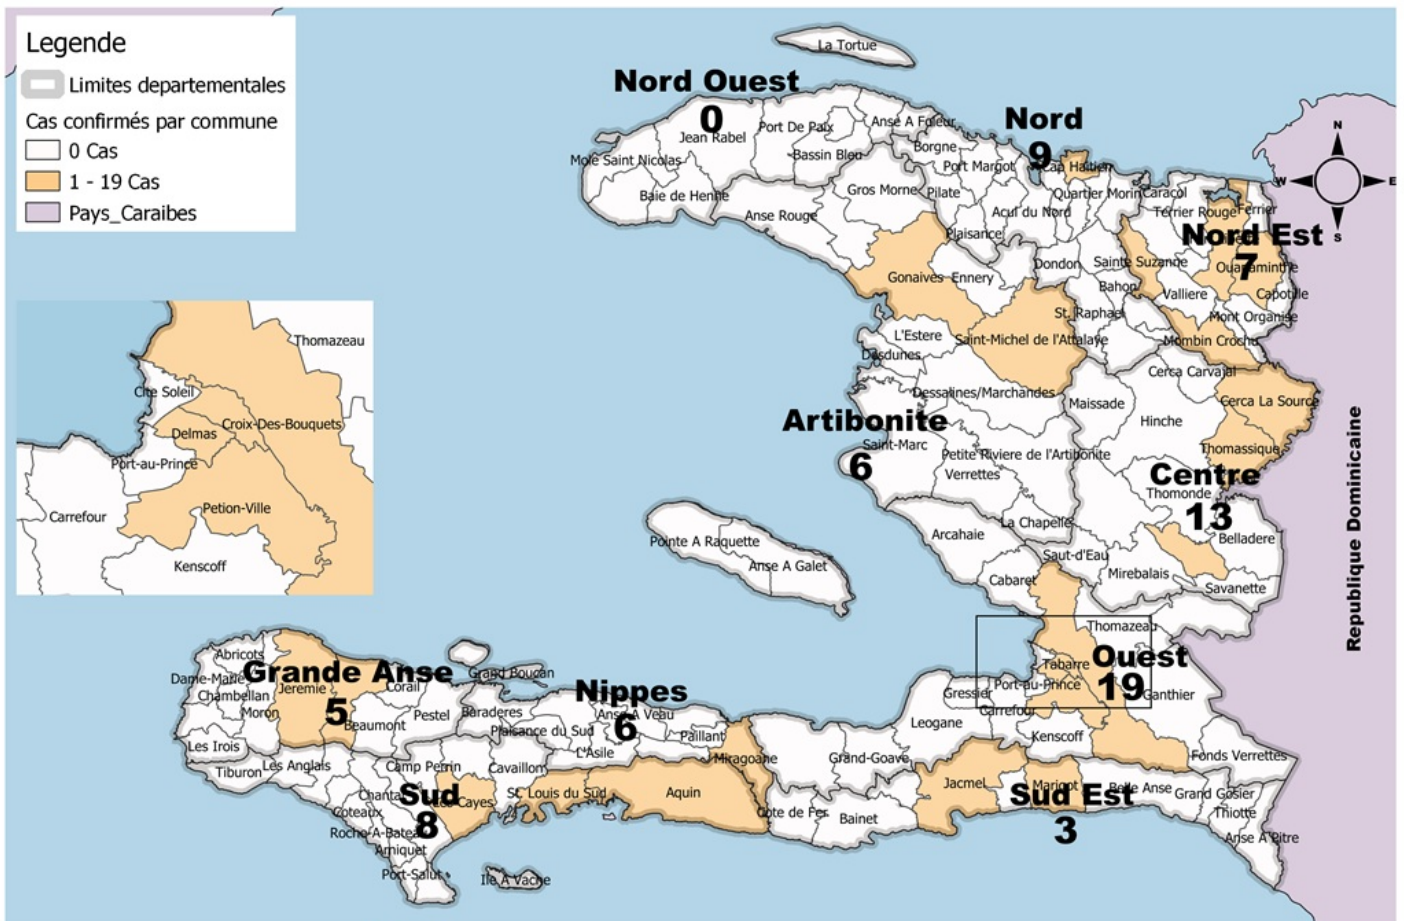 Legende
Limites departementales
Cas confirmés par commune
0 Cas
1 - 19 Cas
Pays_Caraibes
La Tortue
Nord Ouest
0
Jean Rabel
Port De Paix
Anse A Foleur
Mole Saint Nicolas
Bassin Bleu
Baie de Henne
Anse Rouge
Nord
9
Cap Haitien
Borgne
Port Margot
Gros Morne
Pilate
Quartier Morin
Caracol
Acul du Nord
Terrier Rouge
Ferrier
Plaisance
Nord Est
7
N
W
E
S
Dondon
Sainte Suzanne
Ouanaminthe
Gonaives
Ennery
Bahon
Valliere
Capotille
St. Raphael
Mont Organise
L'Estere
Saint-Michel de l'Attalaye
Mombin Crochu
Desdunes
Cerca Carvajal
Dessalines/Marchandes
Maissade
Cerca La Source
Hinche
Artibonite
6
Saint-Marc
Petite Riviere de l'Artibonite
Verrettes
Thomassique
Centre
13
Thomonde
La Chapelle
Arcahaie
Belladere
Saut-d'Eau
Cabaret
Mirebalais
Savanette
Republique Dominicaine
Thomazeau
Cite Soleil
Croix-Des-Bouquets
Delmas
Port-au-Prince
Petion-Ville
Carrefour
Kenscoff
Pointe A Raquette
Anse A Galet
Thomazeau
Tabarre
Ouest
19
Port-au-Prince
Ganthier
Gressier
Carrefour
Leogane
Kenscoff
Fonds Verrettes
Grand-Goave
Abricots
Grande Anse
5
Dame-Marie
Jeremie
Corail
Chambellan
Moron
Beaumont
Pestel
Les Irois
Grand Boucan
Nippes
6
Baraderes
Anse A Veau
Plaisance du Sud
Paillant
L'Asile
Miragoane
Tiburon
Les Anglais
Camp Perrin
Cavaillon
Sud
8
Les Cayes
St. Louis du Sud
Aquin
Coteaux
Arniquet
Port-Salut
Ile A Vache
Cote de Fer
Bainet
Jacmel
Marigot
Sud Est
3
Belle Anse
Grand Gosier
Thiotte
Anse A Pitre